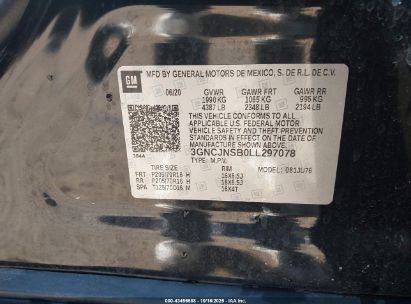 GM
MFD BY GENERAL MOTORS DE MEXICO, S. DE R.L. DE C.V.
06/20 GVWR GAWR FRT GAWR RR
1990 KG 1065 KG 995 KG
4387 LB 2348 LB 2194 LB
THIS VEHICLE CONFORMS TO ALL APPLICABLE U.S. FEDERAL MOTOR
VEHICLE SAFETY, BUMPER, AND THEFT PREVENTION STANDARDS IN
EFFECT ON THE DATE OF MANUFACTURE SHOWN ABOVE.
3GNCJNSB0LL297078
TYPE: M.P.V.
TIRE SIZE RIM MODEL: 081JU76
FRT P205/70R16 H 16X6.5J
RR P205/70R16 H 16X6.5J
SPA 16X4T